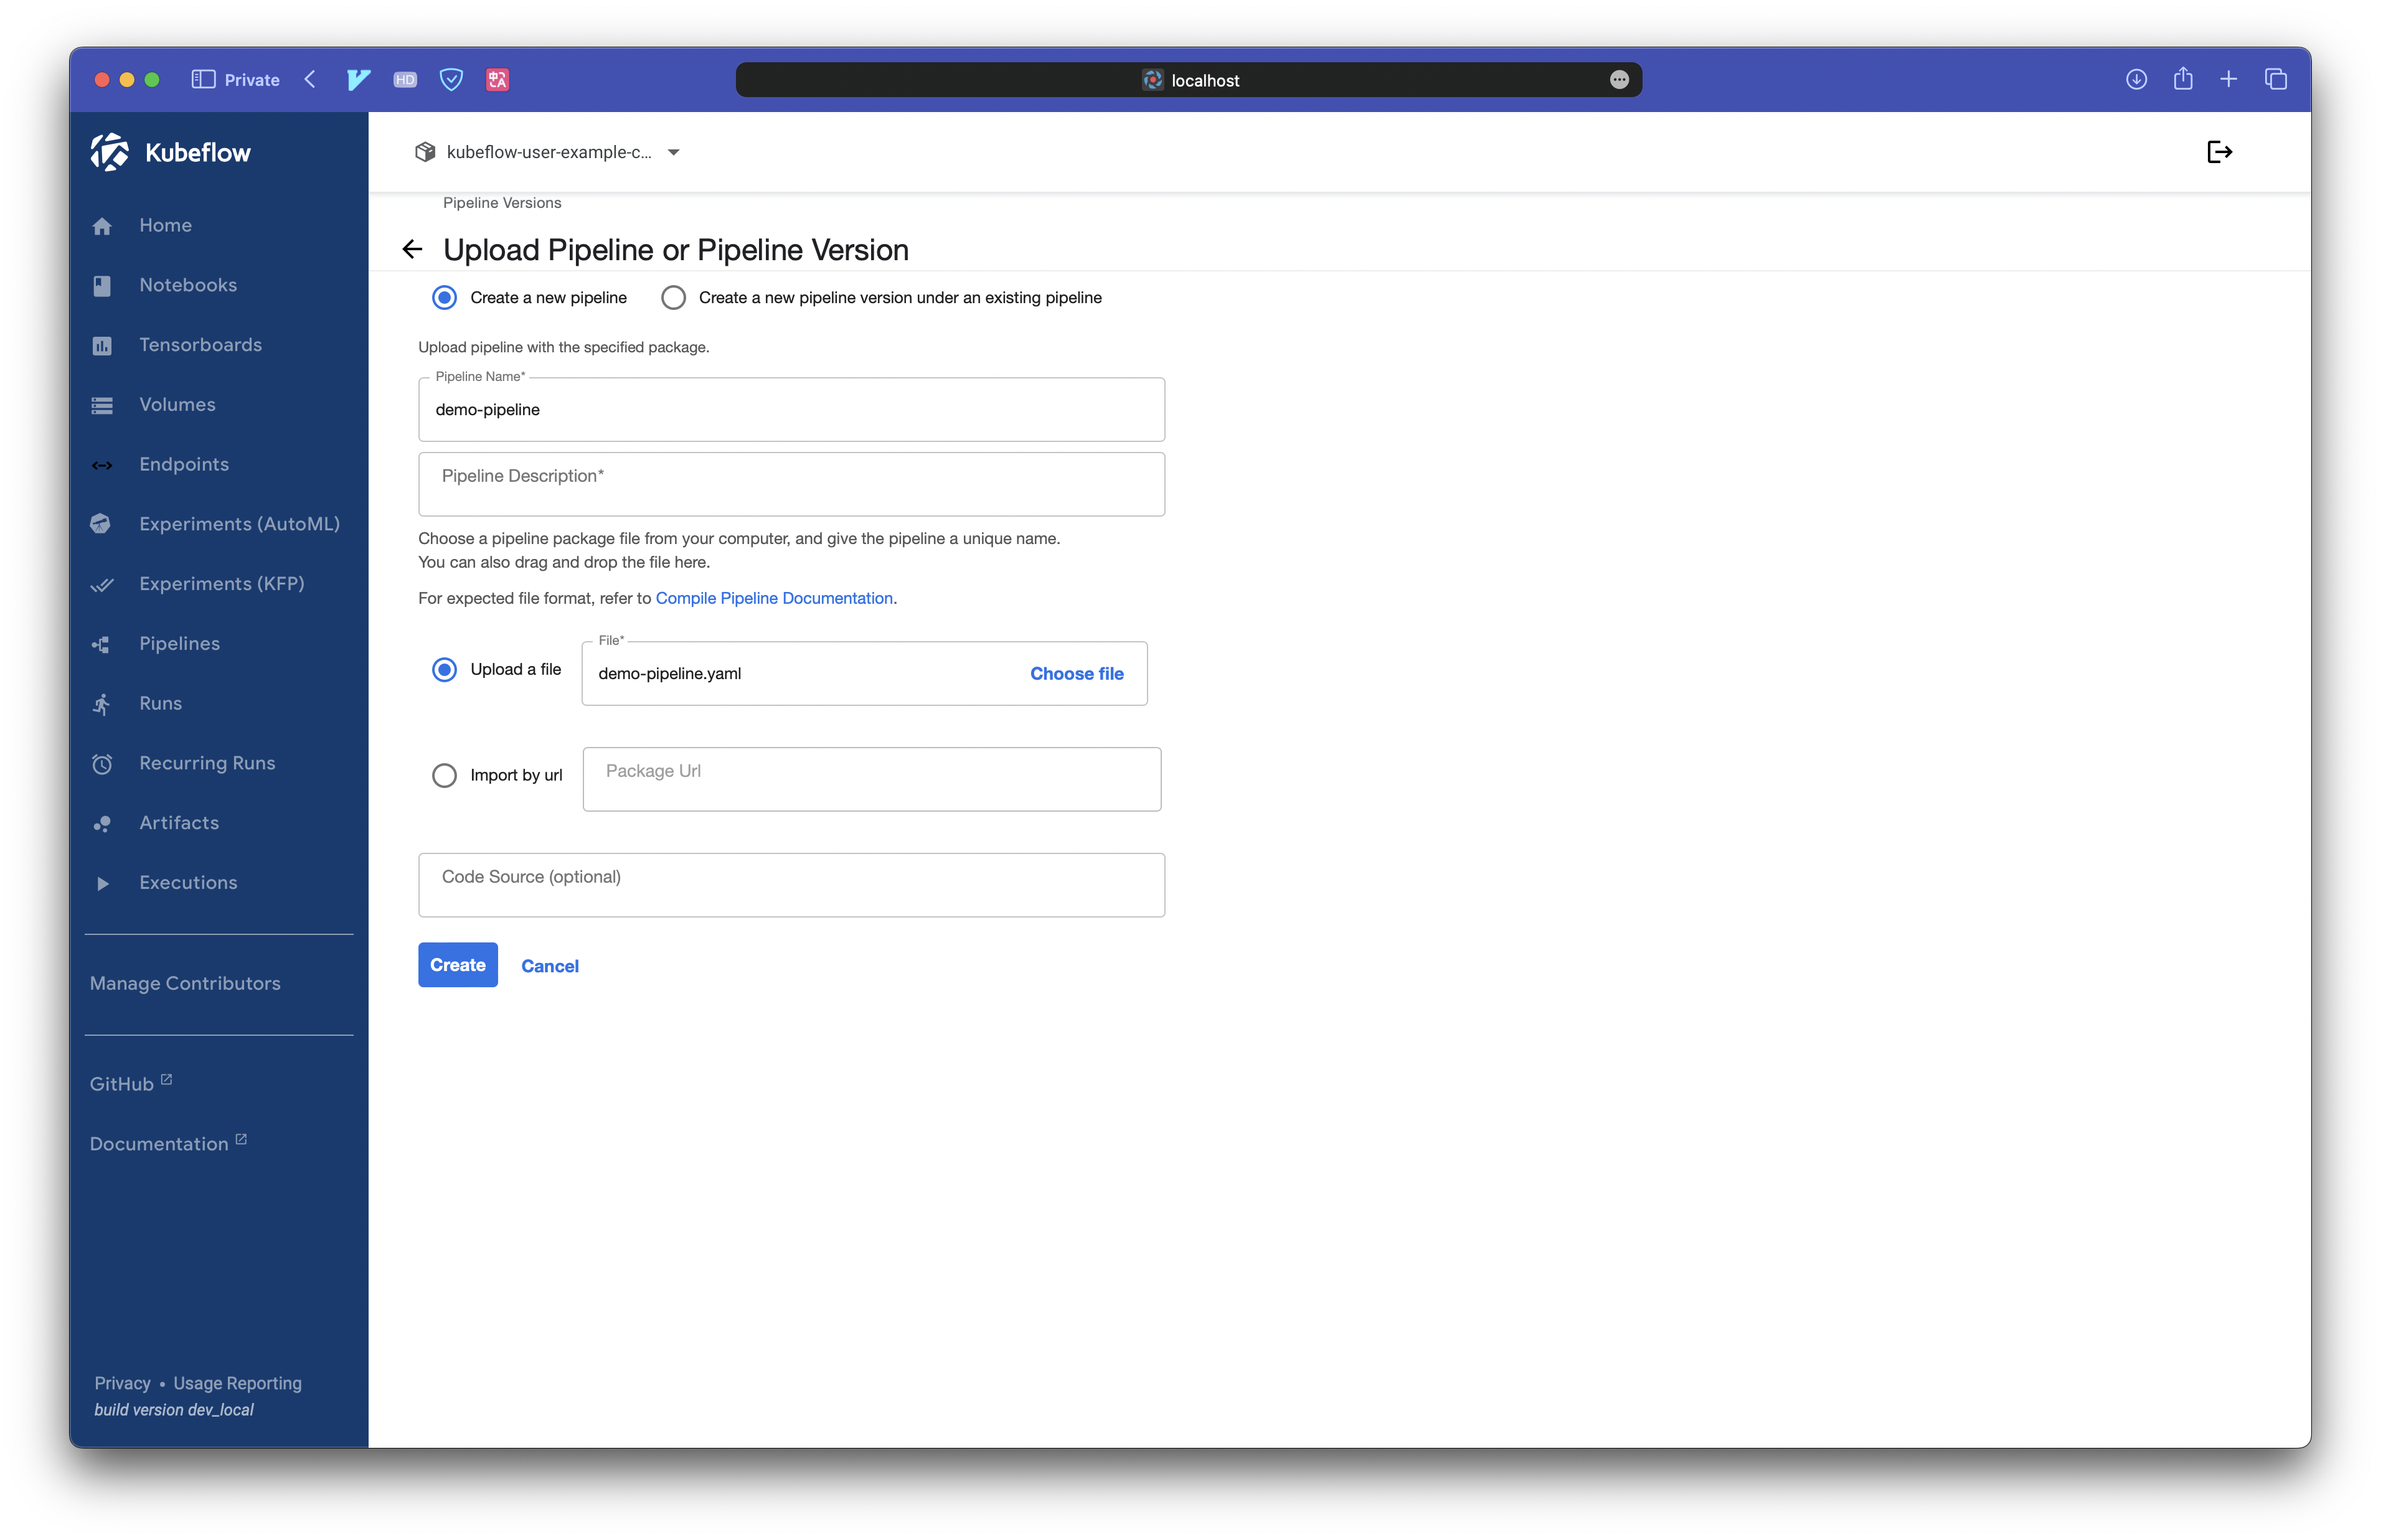 Private
HD
localhost
Kubeflow
kubeflow-user-example-c...
Home
Notebooks
Tensorboards
Volumes
Endpoints
Experiments (AutoML)
Experiments (KFP)
Pipelines
Runs
Recurring Runs
Artifacts
Executions
Manage Contributors
GitHub
Documentation
Privacy • Usage Reporting
build version dev_local
Pipeline Versions
Upload Pipeline or Pipeline Version
Create a new pipeline
Create a new pipeline version under an existing pipeline
Upload pipeline with the specified package.
Pipeline Name*
demo-pipeline
Pipeline Description*
Choose a pipeline package file from your computer, and give the pipeline a unique name.
You can also drag and drop the file here.
For expected file format, refer to Compile Pipeline Documentation.
File*
Upload a file
demo-pipeline.yaml
Choose file
Import by url
Package Url
Code Source (optional)
Create
Cancel